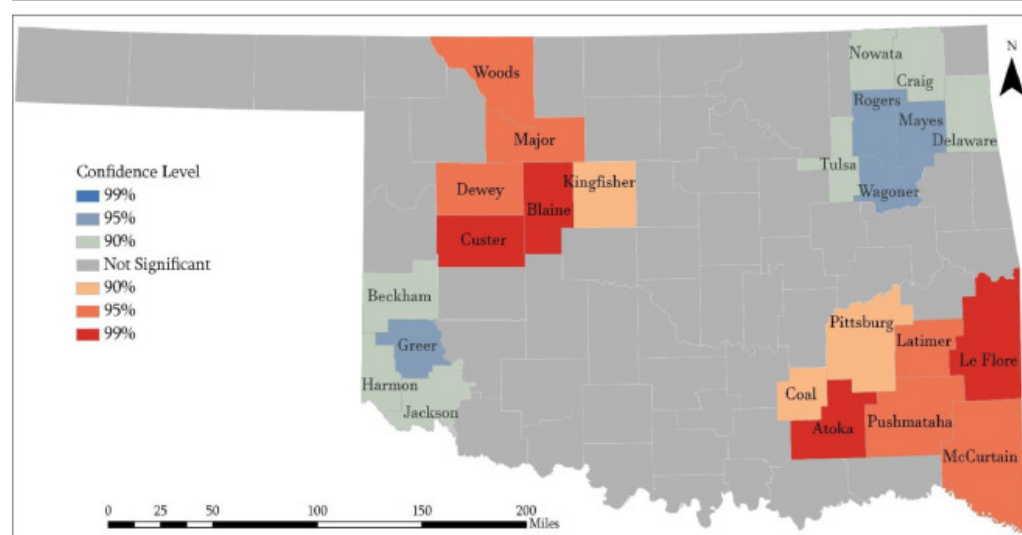 N
Nowata
Craig
Woods
Rogers
Mayes
Delaware
Major
Tulsa
Confidence Level
99%
95%
90%
Not Significant
90%
95%
99%
Dewey
Kingfisher
Blaine
Wagoner
Custer
Beckham
Greer
Harmon
Jackson
Pittsburg
Latimer
Le Flore
Coal
Atoka
Pushmataha
McCurtain
0 25 50 100 150 200
Miles